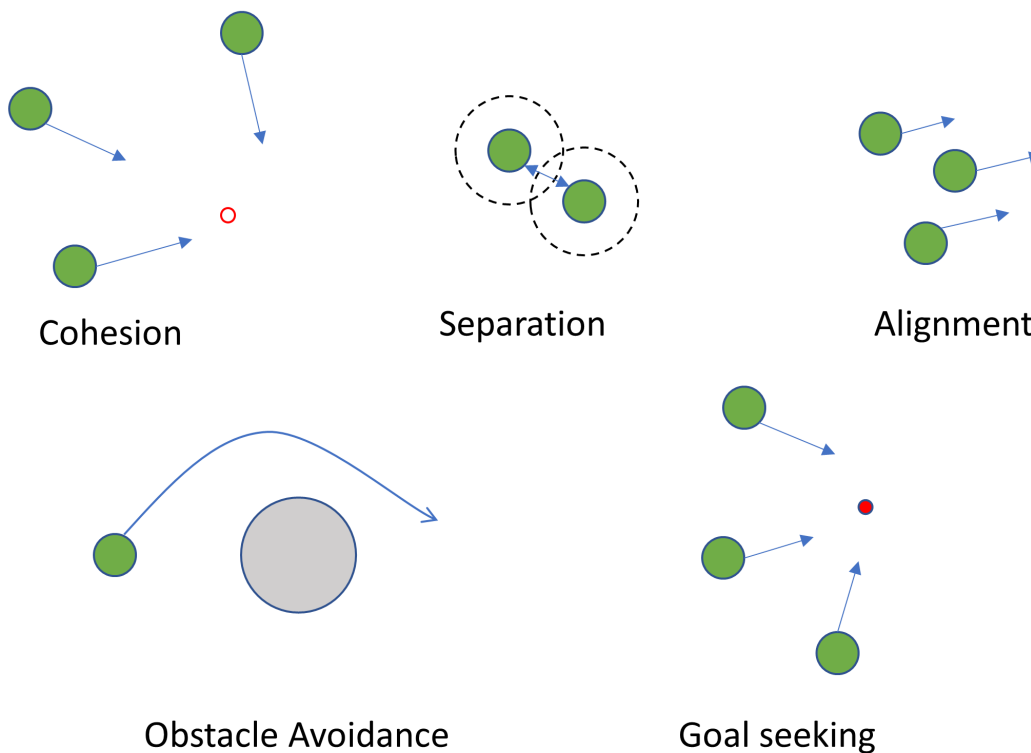 Cohesion
Separation
Alignment
Obstacle Avoidance
Goal seeking